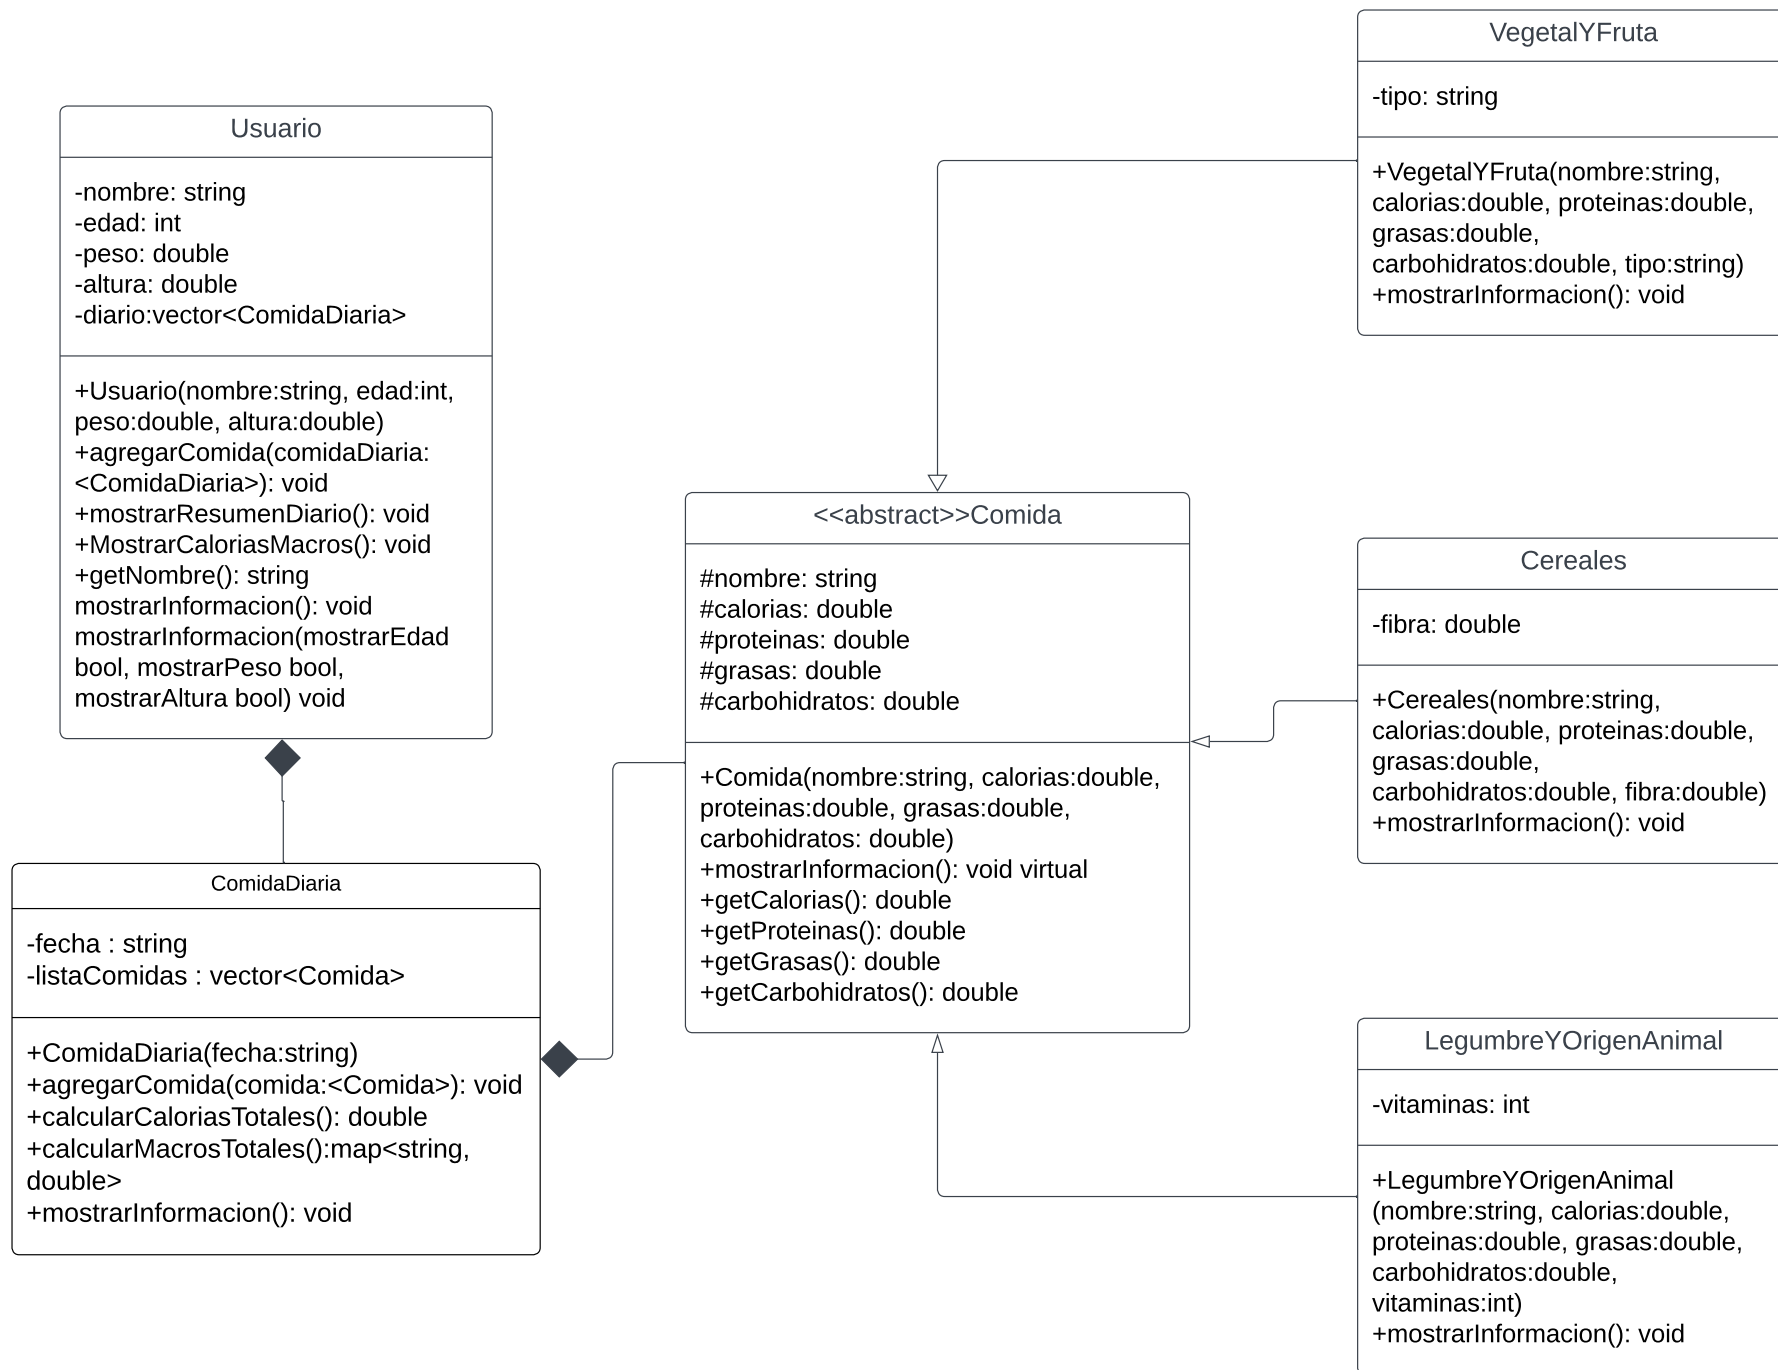 Usuario
-nombre: string
-edad: int
-peso: double
-altura: double
-diario:vector<ComidaDiaria>
+Usuario(nombre:string, edad:int,
peso:double, altura:double)
+agregarComida(comidaDiaria:
<ComidaDiaria>): void
+mostrarResumenDiario(): void
+MostrarCaloriasMacros(): void
+getNombre(): string
mostrarInformacion(): void
mostrarInformacion(mostrarEdad
bool, mostrarPeso bool,
mostrarAltura bool) void
ComidaDiaria
-fecha : string
-listaComidas : vector<Comida>
+ComidaDiaria(fecha:string)
+agregarComida(comida:<Comida>): void
+calcularCaloriasTotales(): double
+calcularMacrosTotales():map<string,
double>
+mostrarInformacion(): void
<<abstract>>Comida
#nombre: string
#calorias: double
#proteinas: double
#grasas: double
#carbohidratos: double
+Comida(nombre:string, calorias:double,
proteinas:double, grasas:double,
carbohidratos: double)
+mostrarInformacion(): void virtual
+getCalorias(): double
+getProteinas(): double
+getGrasas(): double
+getCarbohidratos(): double
VegetalYFruta
-tipo: string
+VegetalYFruta(nombre:string,
calorias:double, proteinas:double,
grasas:double,
carbohidratos:double, tipo:string)
+mostrarInformacion(): void
Cereales
-fibra: double
+Cereales(nombre:string,
calorias:double, proteinas:double,
grasas:double,
carbohidratos:double, fibra:double)
+mostrarInformacion(): void
LegumbreYOrigenAnimal
-vitaminas: int
+LegumbreYOrigenAnimal
(nombre:string, calorias:double,
proteinas:double, grasas:double,
carbohidratos:double,
vitaminas:int)
+mostrarInformacion(): void